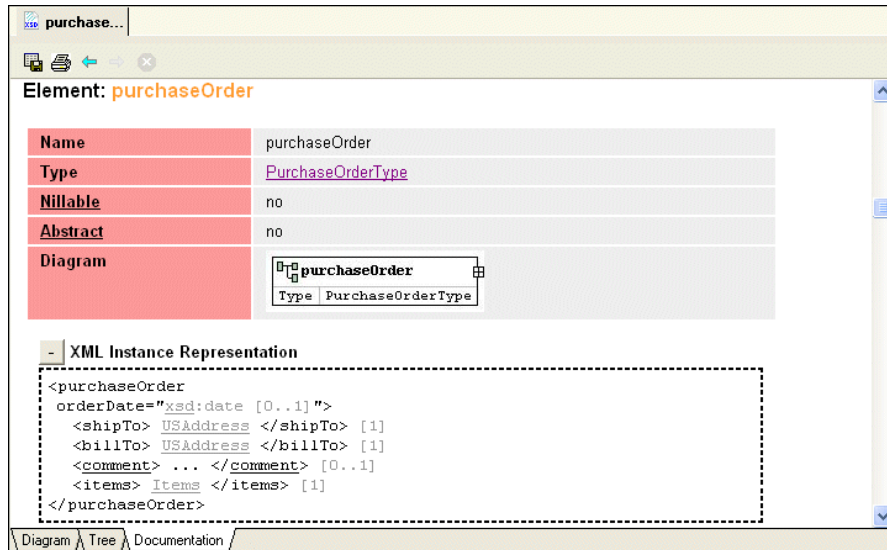 XSD purchase...
Element: purchaseOrder
Name purchaseOrder
Type PurchaseOrderType
Nillable no
Abstract no
Diagram
purchaseOrder
Type PurchaseOrderType
- XML Instance Representation
<purchaseOrder
orderDate="xsd:date [0..1]">
<shipTo> USAddress </shipTo> [1]
<billTo> USAddress </billTo> [1]
<comment> ... </comment> [0..1]
<items> Items </items> [1]
</purchaseOrder>
Diagram Tree Documentation